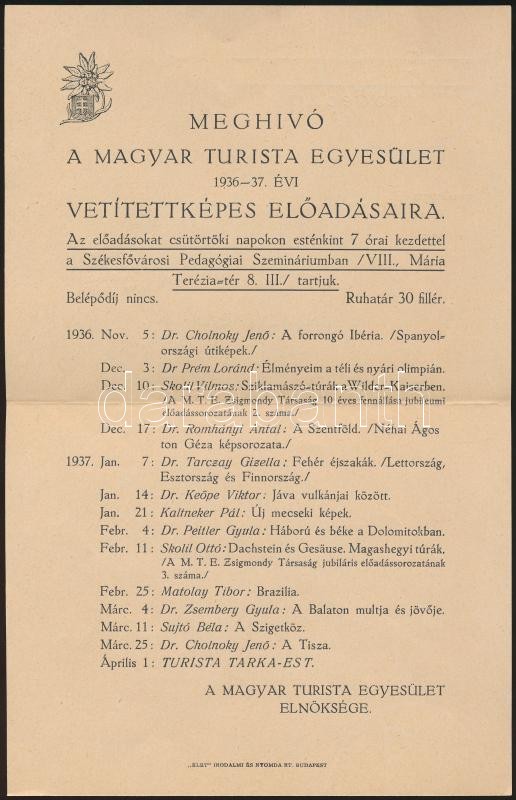 MEGHIVÓ
A MAGYAR TURISTA EGYESÜLET
1936—37. ÉVI
VETÍTETTKÉPES ELŐADÁSAIRA.
Az előadásokat csütörtöki napokon esténkint 7 órai kezdettel
a Székesfővárosi Pedagógiai Szemináriumban /VIII., Mária
Terézia=tér 8. III./ tartjuk.
Belépődíj nincs. Ruhatár 30 fillér.
1936. Nov. 5: Dr. Cholnoky Jenő: A forrongó Ibéria. /Spanyol=
országi útiképek./
Dec. 3: Dr Prém Loránd: Élményeim a téli és nyári olimpián.
Dec. 10: Skolil Vilmos: Sziklamászó=túrák a Wilder=Kaiserben.
/A M. T. E. Zsigmondy Társaság 10 éves fennállása jubileumi
előadássorozatának 2. száma./
Dec. 17: Dr. Romhányi Antal: A Szentföld. /Néhai Ágos
ton Géza képsorozata./
1937. Jan. 7: Dr. Tarczay Gizella: Fehér éjszakák. /Lettország,
Esztország és Finnország./
Jan. 14: Dr. Keöpe Viktor: Jáva vulkánjai között.
Jan. 21: Kaltneker Pál: Új mecseki képek.
Febr. 4: Dr. Peitler Gyula: Háború és béke a Dolomitokban.
Febr. 11: Skolil Ottó: Dachstein és Gesäuse. Magashegyi túrák.
/A M. T. E. Zsigmondy Társaság jubiláris előadássorozatának
3. száma./
Febr. 25: Matolay Tibor: Brazilia.
Márc. 4: Dr. Zsembery Gyula: A Balaton multja és jövője.
Márc. 11: Sujtó Béla: A Szigetköz.
Márc. 25: Dr. Cholnoky Jenő: A Tisza.
Április 1: TURISTA TARKA=EST.
A MAGYAR TURISTA EGYESÜLET
ELNÖKSÉGE.
„ÉLET" IRODALMI ÉS NYOMDA RT. BUDAPEST
darabanth